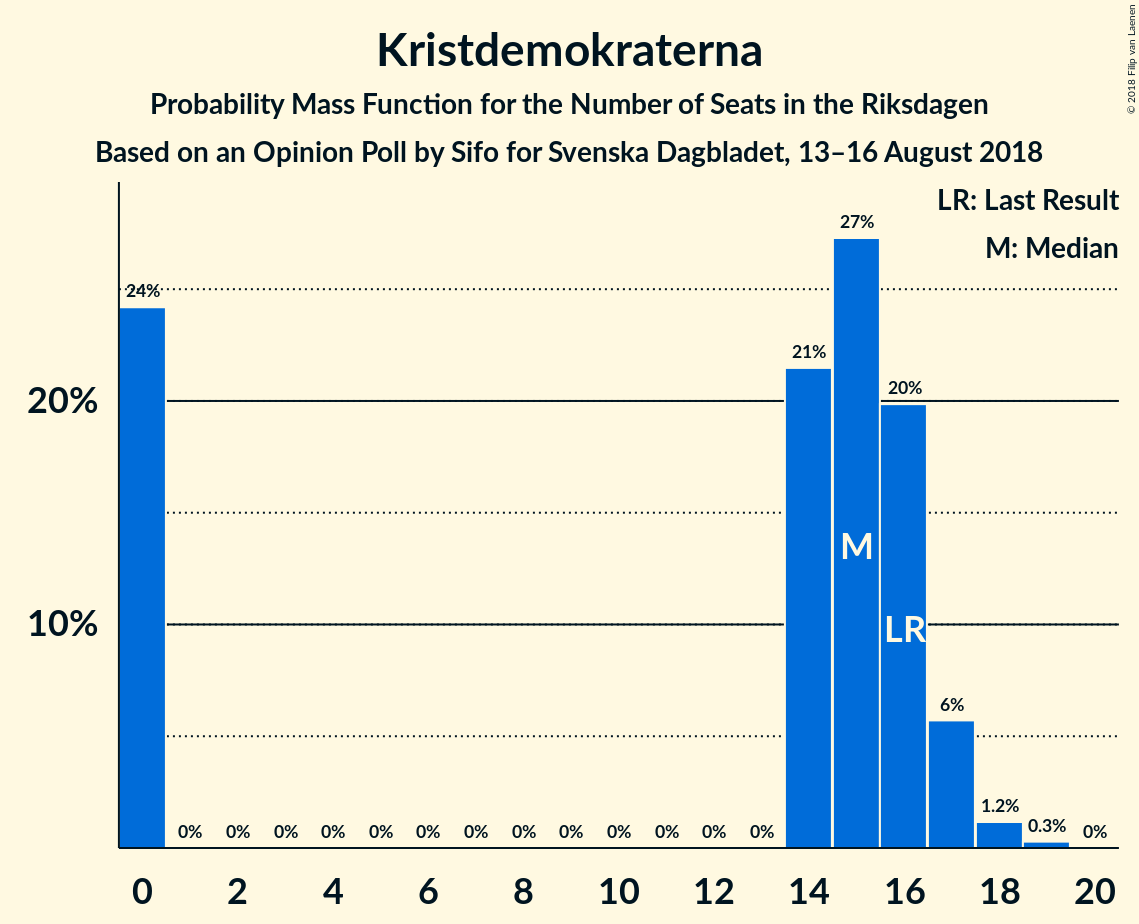 Kristdemokraterna
Probability Mass Function for the Number of Seats in the Riksdagen
Based on an Opinion Poll by Sifo for Svenska Dagbladet, 13–16 August 2018
© 2018 Filip van Laenen
LR: Last Result
M: Median
27%
24%
21%
20%
20%
M
10%
LR
6%
1.2%
0.3%
0% 0% 0% 0% 0% 0% 0% 0% 0% 0% 0% 0% 0% 0%
0 2 4 6 8 10 12 14 16 18 20